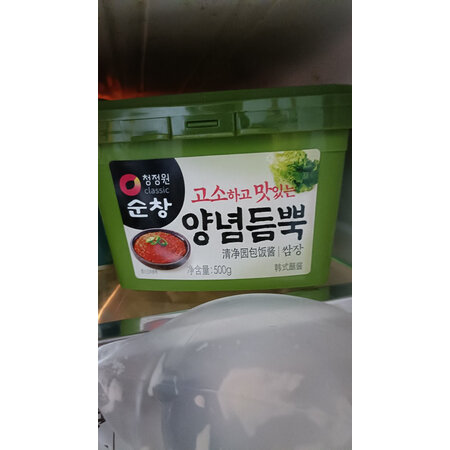 청정원
classic
순창
고소하고 맛있는
양념듬뿍
清净园包饭酱 | 쌈장
净含量:500g
韩式蘸酱